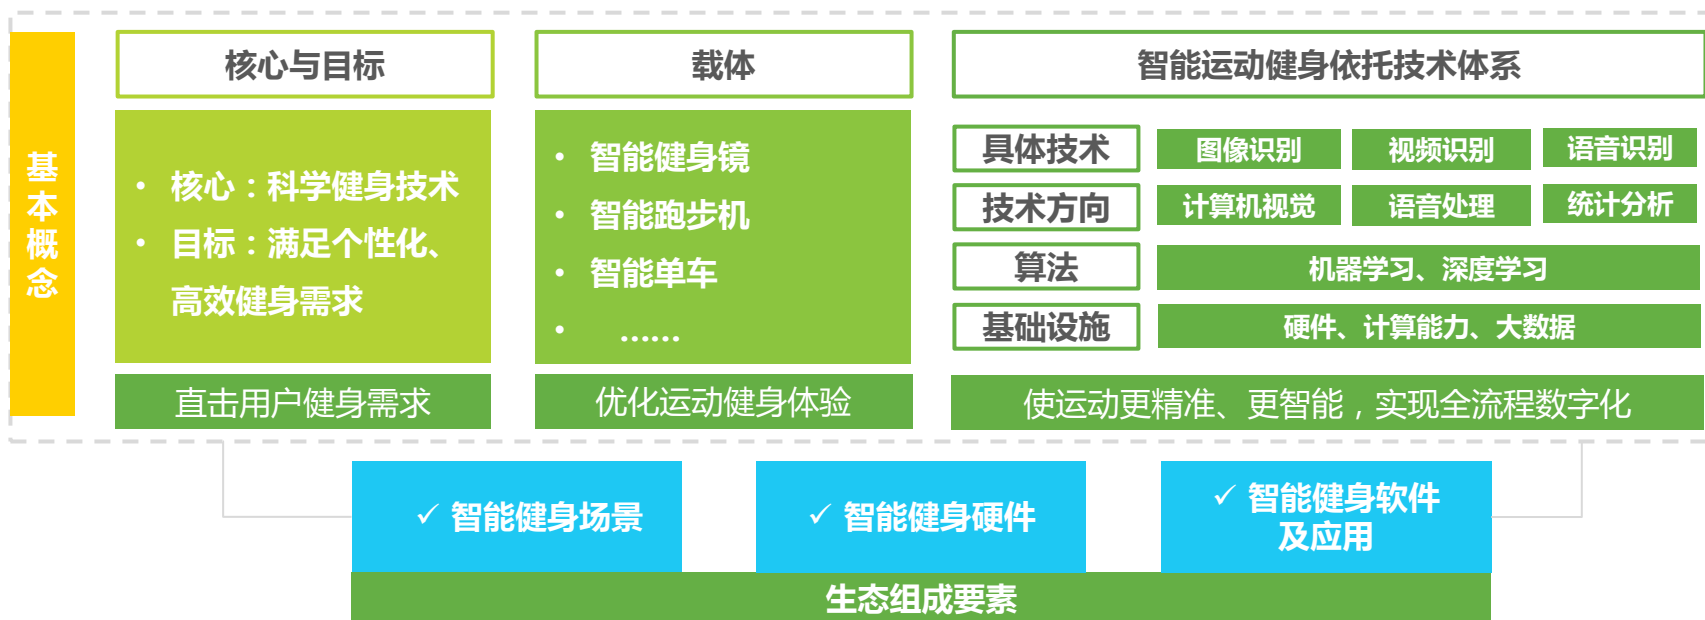 基本概念
核心与目标
• 核心：科学健身技术
• 目标：满足个性化、
高效健身需求
直击用户健身需求
载体
• 智能健身镜
• 智能跑步机
• 智能单车
• ……
优化运动健身体验
智能运动健身依托技术体系
具体技术 图像识别 视频识别 语音识别
技术方向 计算机视觉 语音处理 统计分析
算法 机器学习、深度学习
基础设施 硬件、计算能力、大数据
使运动更精准、更智能，实现全流程数字化
✓ 智能健身场景
✓ 智能健身硬件
✓ 智能健身软件
及应用
生态组成要素